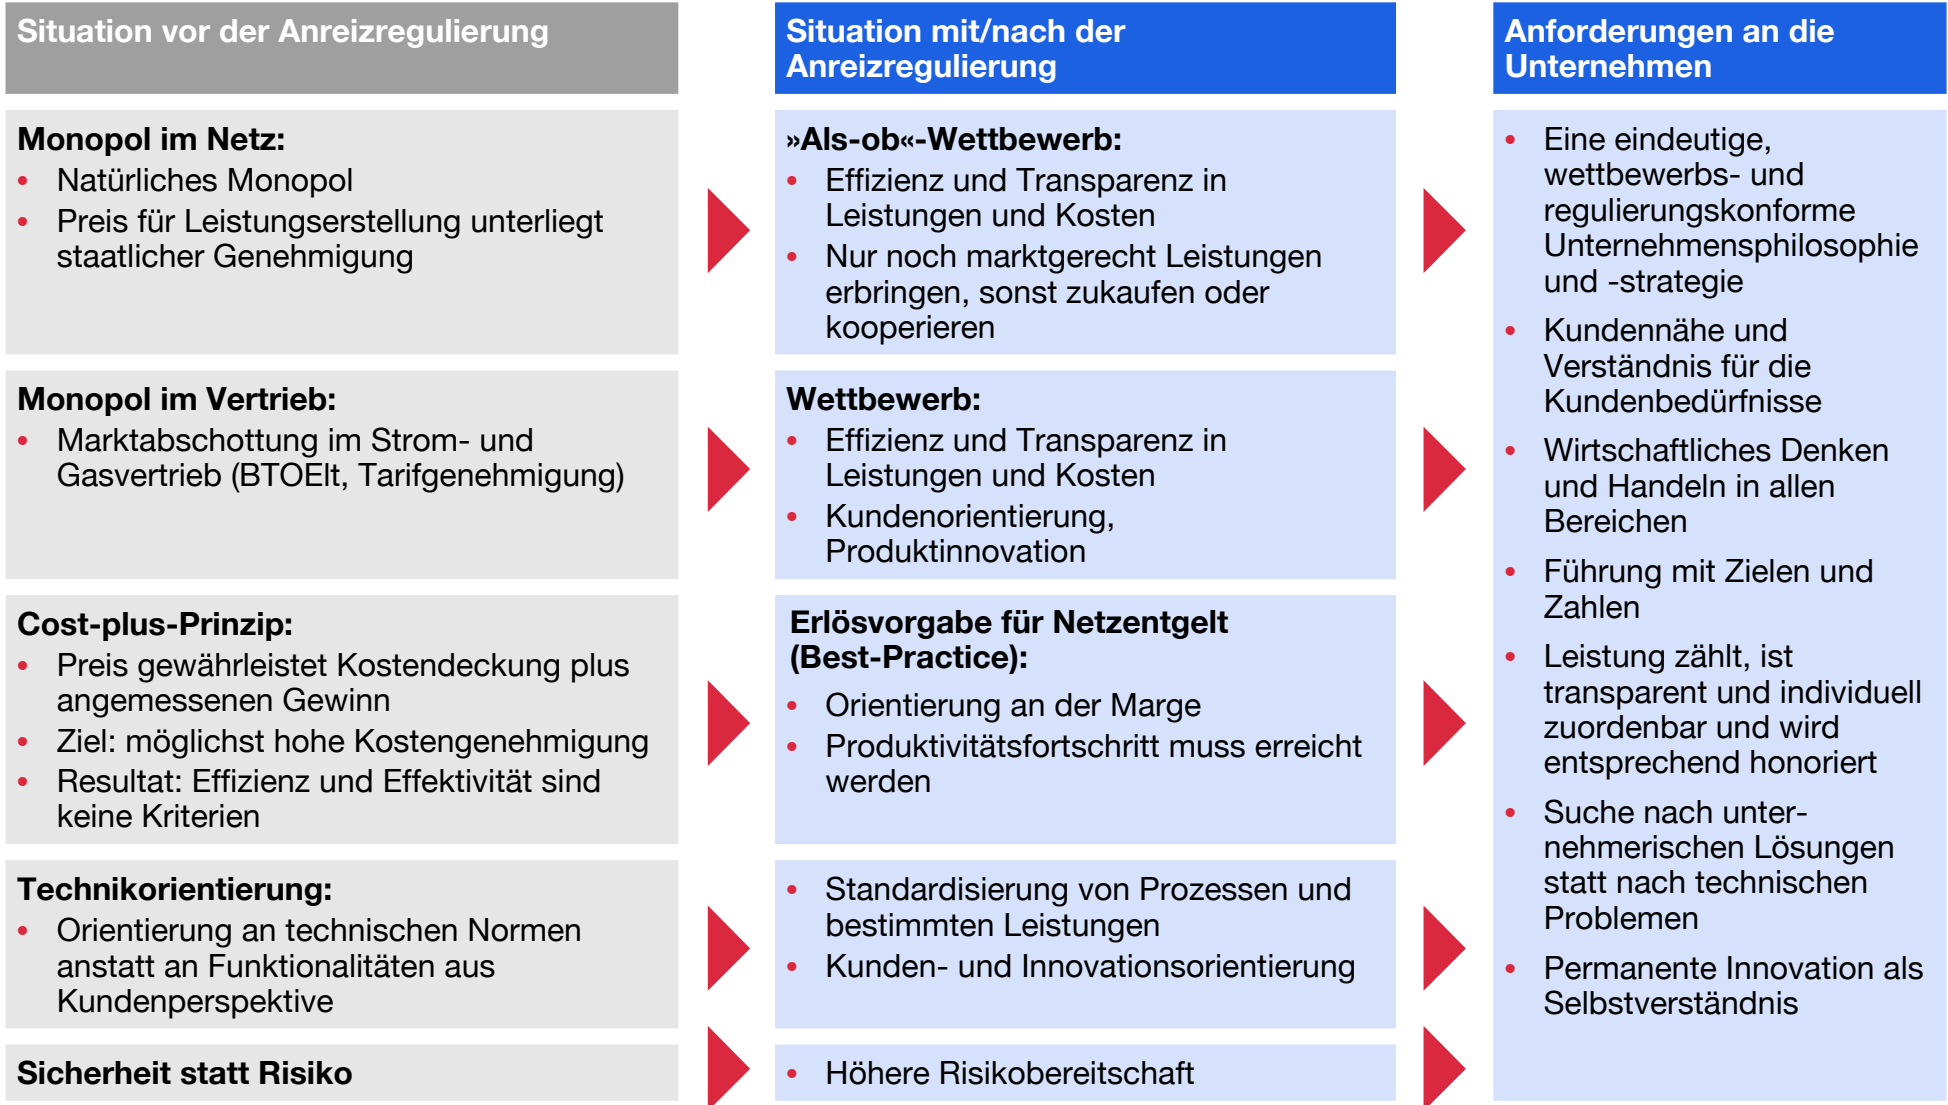 Situation vor der Anreizregulierung
Situation mit/nach der
Anreizregulierung
Anforderungen an die
Unternehmen
Monopol im Netz:
• Natürliches Monopol
• Preis für Leistungserstellung unterliegt
staatlicher Genehmigung
»Als-ob«-Wettbewerb:
• Effizienz und Transparenz in
Leistungen und Kosten
• Nur noch marktgerecht Leistungen
erbringen, sonst zukaufen oder
kooperieren
Monopol im Vertrieb:
• Marktabschottung im Strom- und
Gasvertrieb (BTOElt, Tarifgenehmigung)
Wettbewerb:
• Effizienz und Transparenz in
Leistungen und Kosten
• Kundenorientierung,
Produktinnovation
Cost-plus-Prinzip:
• Preis gewährleistet Kostendeckung plus
angemessenen Gewinn
• Ziel: möglichst hohe Kostengenehmigung
• Resultat: Effizienz und Effektivität sind
keine Kriterien
Erlösvorgabe für Netzentgelt
(Best-Practice):
• Orientierung an der Marge
• Produktivitätsfortschritt muss erreicht
werden
Technikorientierung:
• Orientierung an technischen Normen
anstatt an Funktionalitäten aus
Kundenperspektive
• Standardisierung von Prozessen und
bestimmten Leistungen
• Kunden- und Innovationsorientierung
Sicherheit statt Risiko
• Höhere Risikobereitschaft
• Eine eindeutige,
wettbewerbs- und
regulierungskonforme
Unternehmensphilosophie
und -strategie
• Kundennähe und
Verständnis für die
Kundenbedürfnisse
• Wirtschaftliches Denken
und Handeln in allen
Bereichen
• Führung mit Zielen und
Zahlen
• Leistung zählt, ist
transparent und individuell
zuordenbar und wird
entsprechend honoriert
• Suche nach unter-
nehmerischen Lösungen
statt nach technischen
Problemen
• Permanente Innovation als
Selbstverständnis